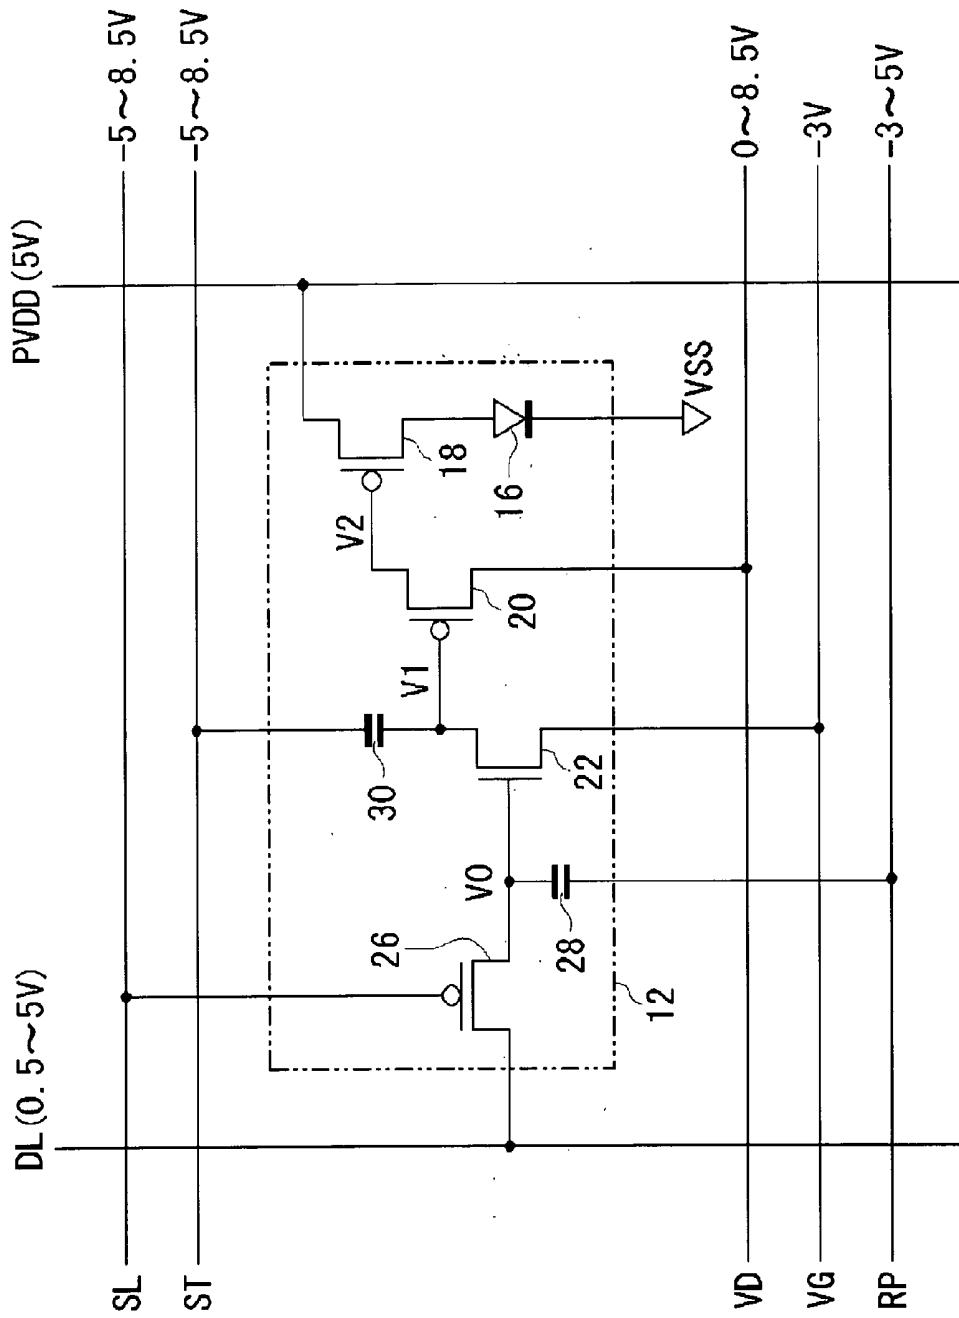 DL(0.5~5V)
PVDD(5V)
SL
-5~8.5V
ST
-5~8.5V
V2
18
16
VSS
V1
20
30
22
V0
26
28
12
VD
0~8.5V
VG
-3V
RP
-3~5V